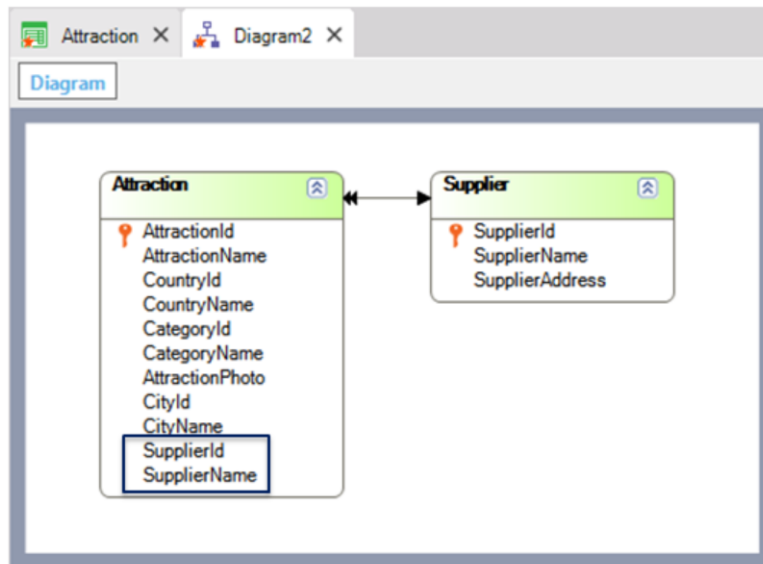 Attraction
Diagram2
Diagram
Attraction
AttractionId
AttractionName
CountryId
CountryName
CategoryId
CategoryName
AttractionPhoto
CityId
CityName
SupplierId
SupplierName
Supplier
SupplierId
SupplierName
SupplierAddress